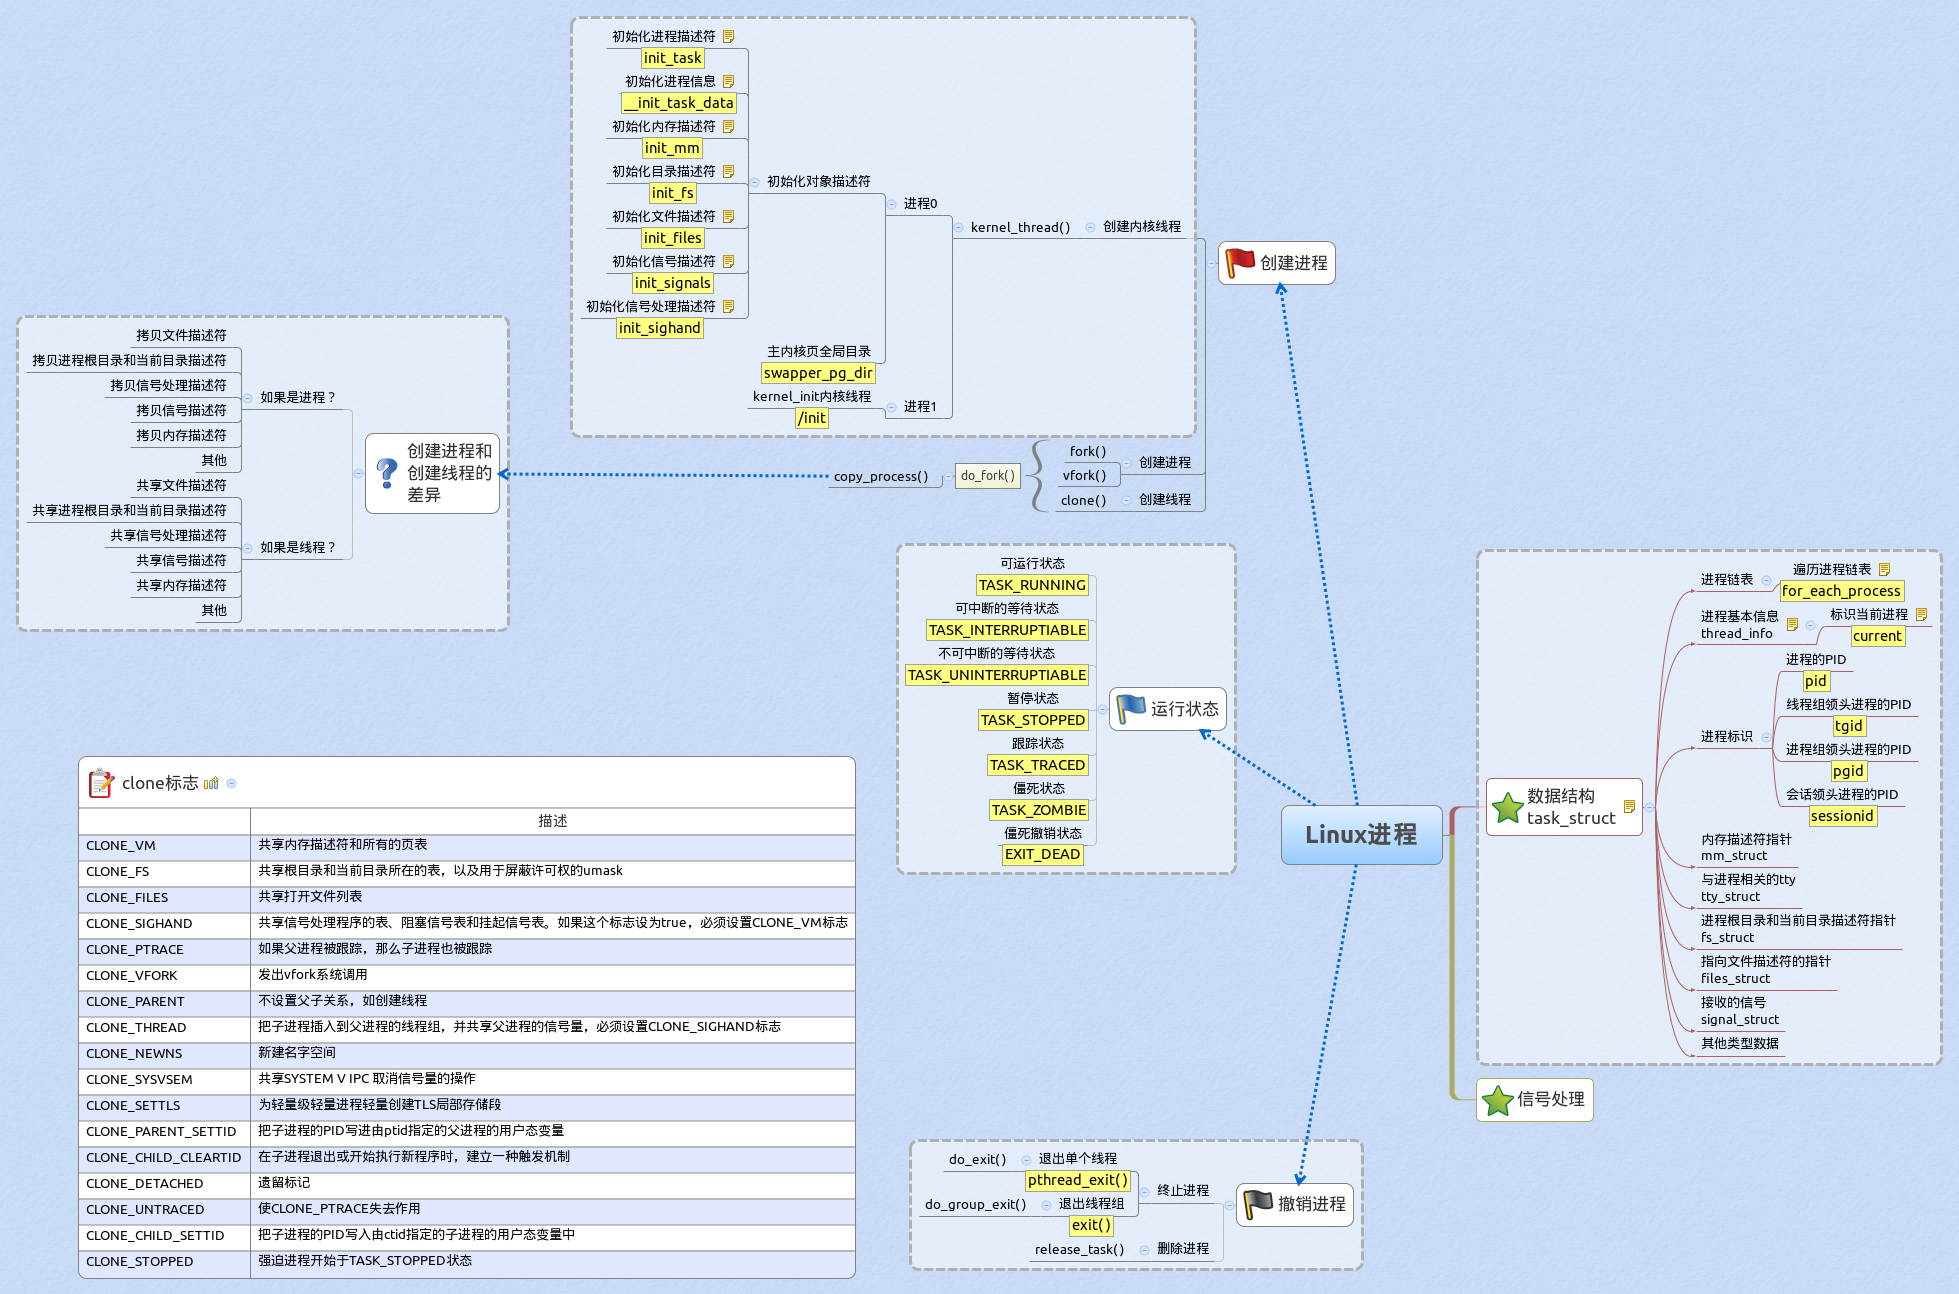 初始化进程描述符
init_task
初始化进程信息
__init_task_data
初始化内存描述符
init_mm
初始化目录描述符
init_fs
初始化文件描述符
init_files
初始化信号描述符
init_signals
初始化信号处理描述符
init_sighand
初始化对象描述符
主内核页全局目录
swapper_pg_dir
进程0
kernel_init内核线程
/init
进程1
kernel_thread()
创建内核线程
创建进程
fork()
vfork()
创建进程
clone()
创建线程
do_fork()
copy_process()
创建进程和
创建线程的
差异
如果是进程？
拷贝文件描述符
拷贝进程根目录和当前目录描述符
拷贝信号处理描述符
拷贝信号描述符
拷贝内存描述符
其他
如果是线程？
共享文件描述符
共享进程根目录和当前目录描述符
共享信号处理描述符
共享信号描述符
共享内存描述符
其他
可运行状态
TASK_RUNNING
可中断的等待状态
TASK_INTERRUPTIABLE
不可中断的等待状态
TASK_UNINTERRUPTIABLE
暂停状态
TASK_STOPPED
跟踪状态
TASK_TRACED
僵死状态
TASK_ZOMBIE
僵死撤销状态
EXIT_DEAD
运行状态
Linux进程
数据结构
task_struct
进程链表
遍历进程链表
for_each_process
进程基本信息
thread_info
标识当前进程
current
进程标识
进程的PID
pid
线程组领头进程的PID
tgid
进程组领头进程的PID
pgid
会话领头进程的PID
sessionid
内存描述符指针
mm_struct
与进程相关的tty
tty_struct
进程根目录和当前目录描述符指针
fs_struct
指向文件描述符的指针
files_struct
接收的信号
signal_struct
其他类型数据
信号处理
clone标志
描述
CLONE_VM 共享内存描述符和所有的页表
CLONE_FS 共享根目录和当前目录所在的表，以及用于屏蔽许可权的umask
CLONE_FILES 共享打开文件列表
CLONE_SIGHAND 共享信号处理程序的表、阻塞信号表和挂起信号表。如果这个标志设为true，必须设置CLONE_VM标志
CLONE_PTRACE 如果父进程被跟踪，那么子进程也被跟踪
CLONE_VFORK 发出vfork系统调用
CLONE_PARENT 不设置父子关系，如创建线程
CLONE_THREAD 把子进程插入到父进程的线程组，并共享父进程的信号量，必须设置CLONE_SIGHAND标志
CLONE_NEWNS 新建名字空间
CLONE_SYSVSEM 共享SYSTEM V IPC 取消信号量的操作
CLONE_SETTLS 为轻量级轻量进程轻量创建TLS局部存储段
CLONE_PARENT_SETTID 把子进程的PID写进由ptid指定的父进程的用户态变量
CLONE_CHILD_CLEARTID 在子进程退出或开始执行新程序时，建立一种触发机制
CLONE_DETACHED 遗留标记
CLONE_UNTRACED 使CLONE_PTRACE失去作用
CLONE_CHILD_SETTID 把子进程的PID写入由ctid指定的子进程的用户态变量中
CLONE_STOPPED 强迫进程开始于TASK_STOPPED状态
do_exit()
退出单个线程
pthread_exit()
do_group_exit()
退出线程组
exit()
终止进程
release_task()
删除进程
撤销进程